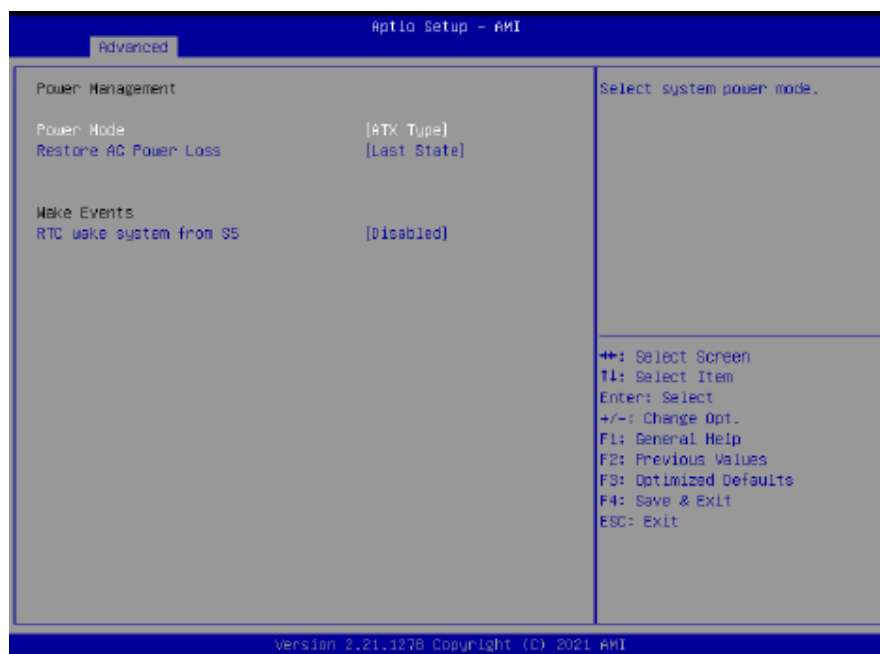 Aptio Setup - AMI
Advanced
Power Management
Select system power mode.
Power Mode [ATX Type]
Restore AC Power Loss [Last State]
Wake Events
RTC wake system from S5 [Disabled]
→←: Select Screen
↑↓: Select Item
Enter: Select
+/-: Change Opt.
F1: General Help
F2: Previous Values
F3: Optimized Defaults
F4: Save & Exit
ESC: Exit
Version 2.21.1278 Copyright (C) 2021 AMI